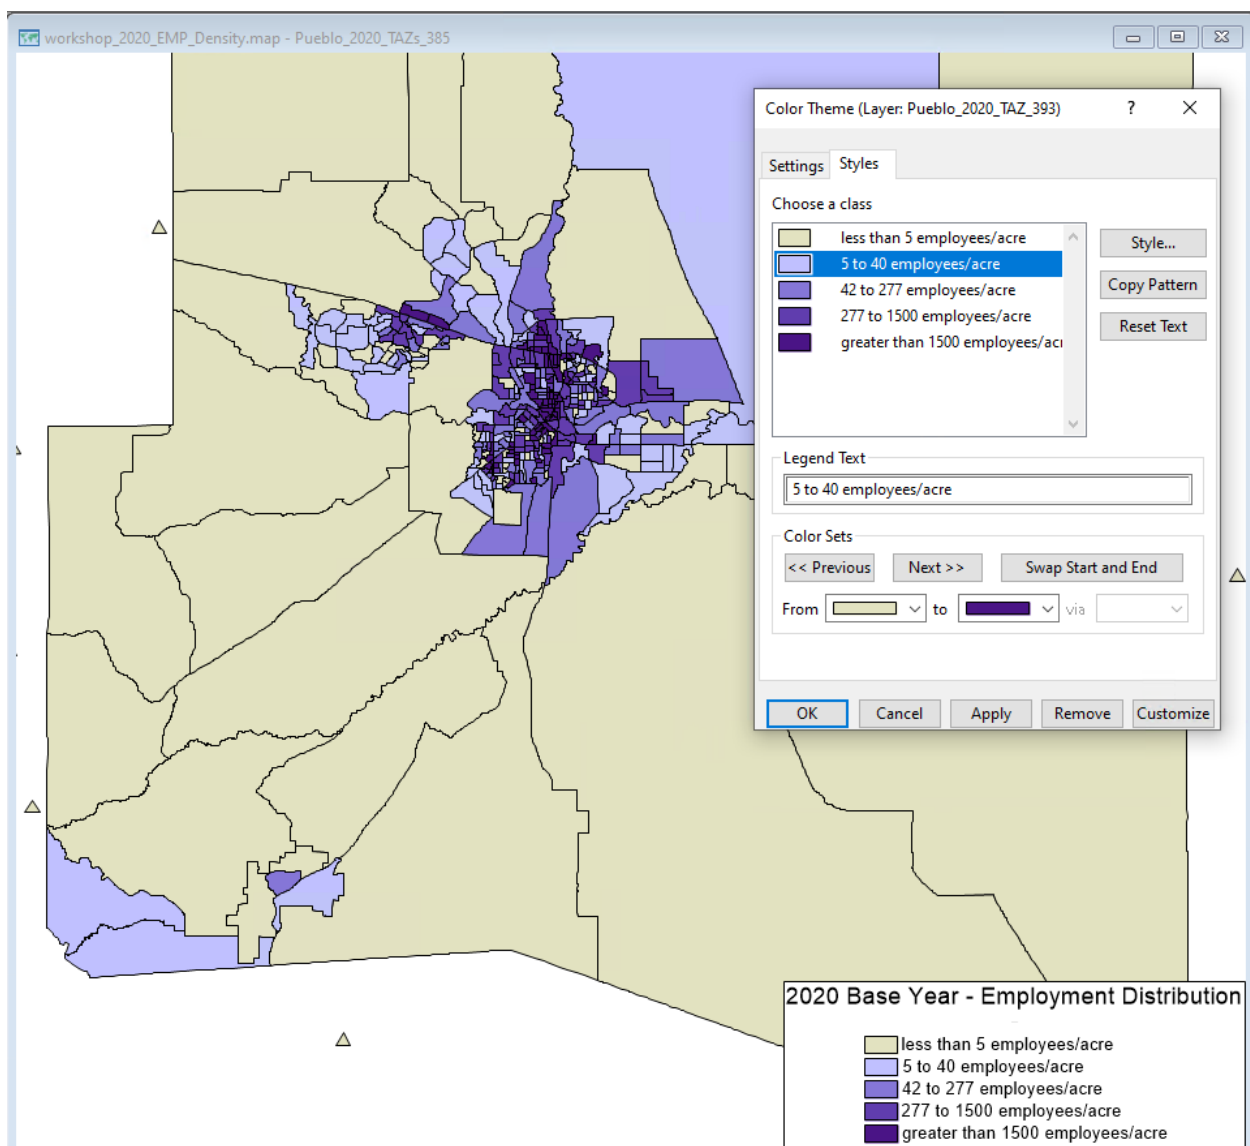 workshop_2020_EMP_Density.map - Pueblo_2020_TAZs_385
Color Theme (Layer: Pueblo_2020_TAZ_393)
?
Settings
Styles
Choose a class
less than 5 employees/acre
5 to 40 employees/acre
42 to 277 employees/acre
277 to 1500 employees/acre
greater than 1500 employees/acr
Style...
Copy Pattern
Reset Text
Legend Text
5 to 40 employees/acre
Color Sets
<< Previous
Next >>
Swap Start and End
From
to
via
OK
Cancel
Apply
Remove
Customize
2020 Base Year - Employment Distribution
less than 5 employees/acre
5 to 40 employees/acre
42 to 277 employees/acre
277 to 1500 employees/acre
greater than 1500 employees/acre